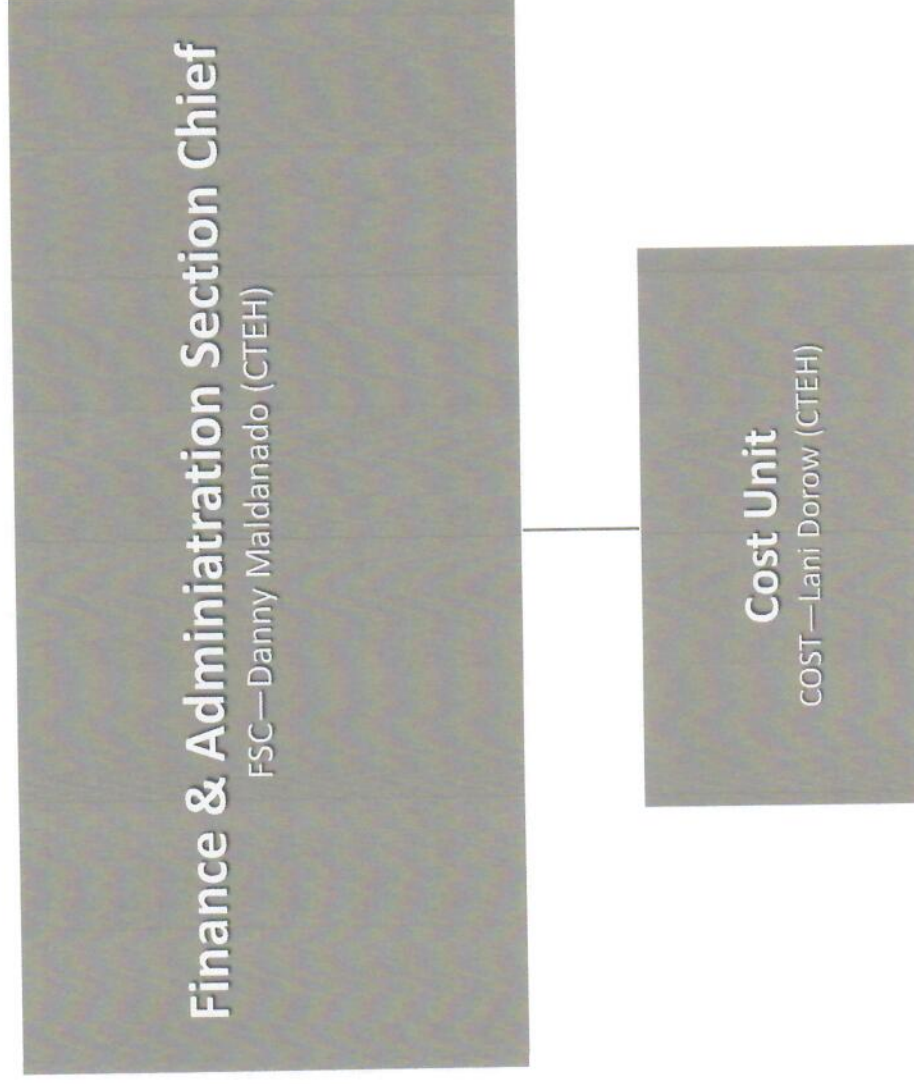 Finance & Adminiatration Section Chief
FSC—Danny Maldanado (CTEH)
Cost Unit
COST—Lani Dorow (CTEH)